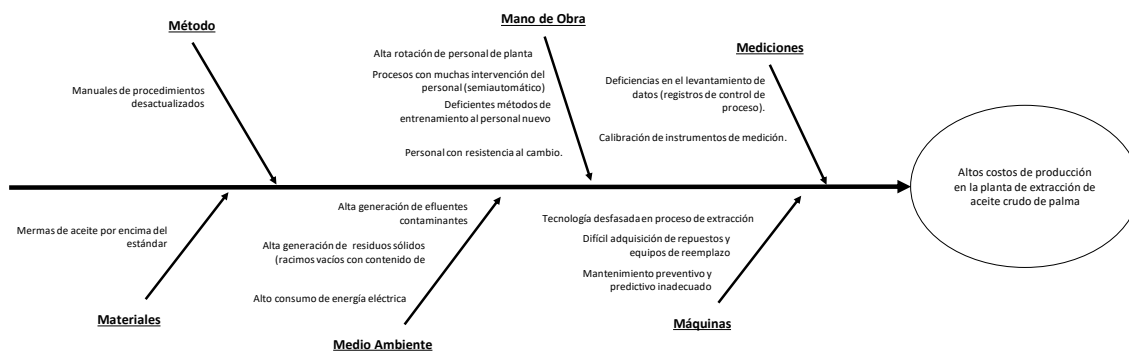 Método
Manuales de procedimientos
desactualizados
Mano de Obra
Alta rotación de personal de planta
Procesos con muchas intervención del
personal (semiautomático)
Deficientes métodos de
entrenamiento al personal nuevo
Personal con resistencia al cambio.
Mediciones
Deficiencias en el levantamiento de
datos (registros de control de
proceso).
Calibración de instrumentos de medición.
Altos costos de producción
en la planta de extracción de
aceite crudo de palma
Mermas de aceite por encima del
estándar
Materiales
Alta generación de efluentes
contaminantes
Alta generación de residuos sólidos
(racimos vacíos con contenido de
Alto consumo de energía eléctrica
Medio Ambiente
Tecnología desfasada en proceso de extracción
Difícil adquisición de repuestos y
equipos de reemplazo
Mantenimiento preventivo y
predictivo inadecuado
Máquinas